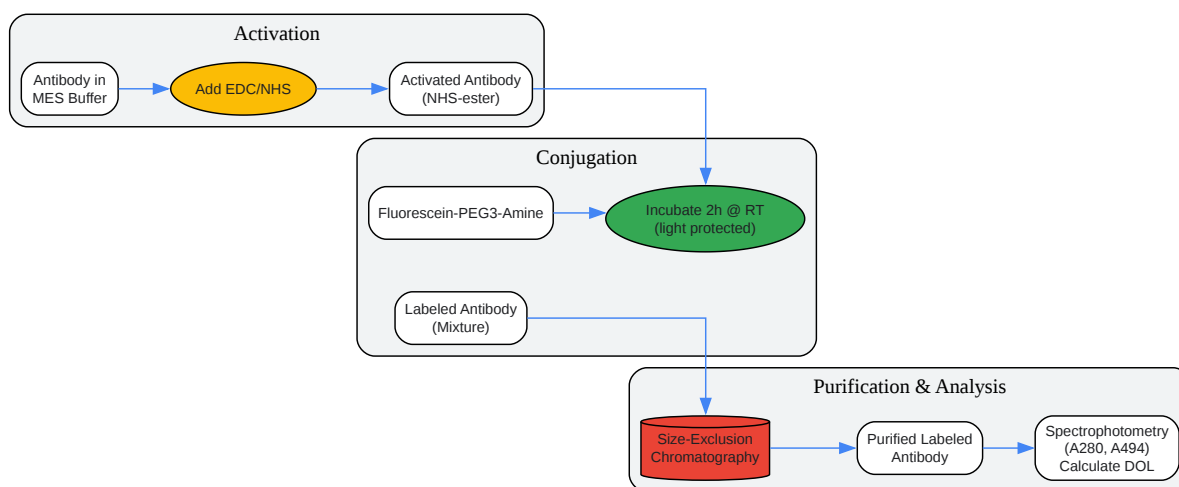 Activation
Antibody in
MES Buffer
Add EDC/NHS
Activated Antibody
(NHS-ester)
Conjugation
Fluorescein-PEG3-Amine
Incubate 2h @ RT
(light protected)
Labeled Antibody
(Mixture)
Purification & Analysis
Size-Exclusion
Chromatography
Purified Labeled
Antibody
Spectrophotometry
(A280, A494)
Calculate DOL